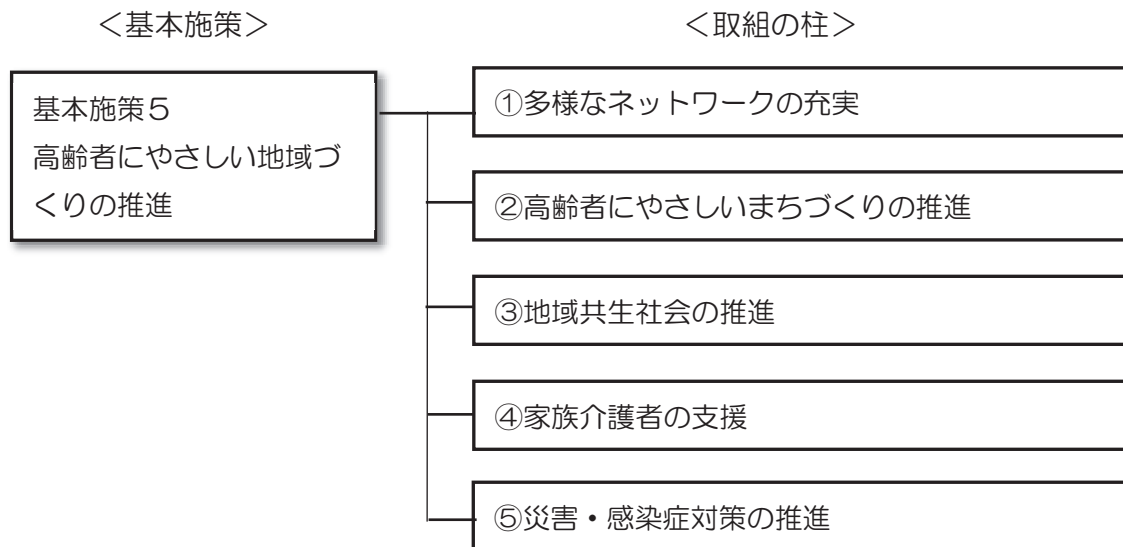 ＜基本施策＞
＜取組の柱＞
基本施策５
高齢者にやさしい地域づ
くりの推進
①多様なネットワークの充実
②高齢者にやさしいまちづくりの推進
③地域共生社会の推進
④家族介護者の支援
⑤災害・感染症対策の推進